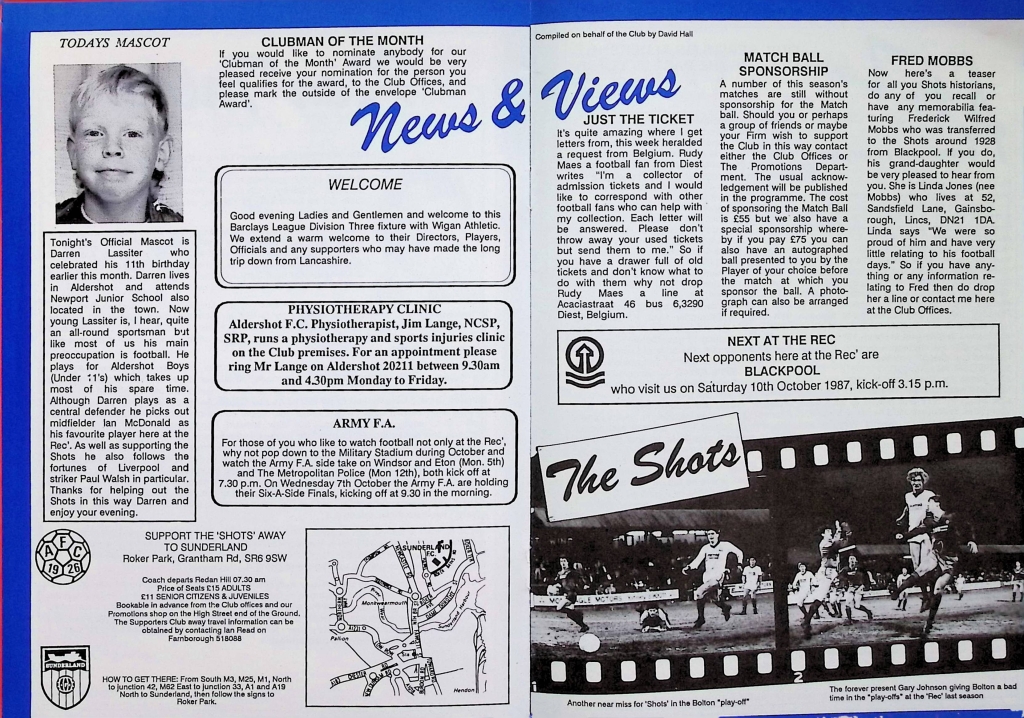 TODAYS MASCOT
Tonight's Official Mascot is
Darren Lassiter who
celebrated his 11th birthday
earlier this month. Darren lives
in Aldershot and attends
Newport Junior School also
located in the town. Now
young Lassiter is, I hear, quite
an all-round sportsman but
like most of us his main
preoccupation is football. He
plays for Aldershot Boys
(Under 11's) which takes up
most of his spare time.
Although Darren plays as a
central defender he picks out
midfielder Ian McDonald as
his favourite player here at the
Rec'. As well as supporting the
Shots he also follows the
fortunes of Liverpool and
striker Paul Walsh in particular.
Thanks for helping out the
Shots in this way Darren and
enjoy your evening.
CLUBMAN OF THE MONTH
If you would like to nominate anybody for our
'Clubman of the Month' Award we would be very
pleased receive your nomination for the person you
feel qualifies for the award, to the Club Offices, and
please mark the outside of the envelope 'Clubman
Award'.
News & Views
WELCOME
Good evening Ladies and Gentlemen and welcome to this
Barclays League Division Three fixture with Wigan Athletic.
We extend a warm welcome to their Directors, Players,
Officials and any supporters who may have made the long
trip down from Lancashire.
PHYSIOTHERAPY CLINIC
Aldershot F.C. Physiotherapist, Jim Lange, NCSP,
SRP, runs a physiotherapy and sports injuries clinic
on the Club premises. For an appointment please
ring Mr Lange on Aldershot 20211 between 9.30am
and 4.30pm Monday to Friday.
ARMY F.A.
For those of you who like to watch football not only at the Rec',
why not pop down to the Military Stadium during October and
watch the Army F.A. side take on Windsor and Eton (Mon. 5th)
and The Metropolitan Police (Mon 12th), both kick off at
7.30 p.m. On Wednesday 7th October the Army F.A. are holding
their Six-A-Side Finals, kicking off at 9.30 in the morning.
AFC
1926
SUPPORT THE 'SHOTS' AWAY
TO SUNDERLAND
Roker Park, Grantham Rd, SR6 9SW
Coach departs Redan Hill 07.30 am
Price of Seals £15 ADULTS
£11 SENIOR CITIZENS & JUVENILES
Bookable in advance from the Club offices and our
Promotions shop on the High Street end of the Ground.
The Supporters Club away travel information can be
obtained by contacting Ian Read on
Farnborough 518088
SUNDERLAND
HOW TO GET THERE: From South M3, M25, M1, North
to junction 42, M62 East to junction 33, A1 and A19
North to Sunderland, then follow the signs to
Roker Park.
SUNDERLAND
FC
Monkwearmouth
Pallion
Hendon
Compiled on behalf of the Club by David Hall
JUST THE TICKET
It's quite amazing where I get
letters from, this week heralded
a request from Belgium. Rudy
Maes a football fan from Diest
writes "I'm a collector of
admission tickets and I would
like to correspond with other
football fans who can help with
my collection. Each letter will
be answered. Please don't
throw away your used tickets
but send them to me." So if
you have a drawer full of old
tickets and don't know what to
do with them why not drop
Rudy Maes a line at
Acaciastraat 46 bus 6,3290
Diest, Belgium.
MATCH BALL
SPONSORSHIP
A number of this season's
matches are still without
sponsorship for the Match
ball. Should you or perhaps
a group of friends or maybe
your Firm wish to support
the Club in this way contact
either the Club Offices or
The Promotions Depart-
ment. The usual acknow-
ledgement will be published
in the programme. The cost
of sponsoring the Match Ball
is £55 but we also have a
special sponsorship where-
by if you pay £75 you can
also have an autographed
ball presented to you by the
Player of your choice before
the match at which you
sponsor the ball. A photo-
graph can also be arranged
if required.
FRED MOBBS
Now here's a teaser
for all you Shots historians,
do any of you recall or
have any memorabilia fea-
turing Frederick Wilfred
Mobbs who was transferred
to the Shots around 1928
from Blackpool. If you do,
his grand-daughter would
be very pleased to hear from
you. She is Linda Jones (nee
Mobbs) who lives at 52,
Sandsfield Lane, Gainsbo-
rough, Lincs, DN21 1DA.
Linda says "We were so
proud of him and have very
little relating to his football
days." So if you have any-
thing or any information re-
lating to Fred then do drop
her a line or contact me here
at the Club Offices.
NEXT AT THE REC
Next opponents here at the Rec' are
BLACKPOOL
who visit us on Saturday 10th October 1987, kick-off 3.15 p.m.
The Shots
1
2
Another near miss for 'Shots' in the Bolton "play-off"
The forever present Gary Johnson giving Bolton a bad
time in the "play-offs" at the 'Rec' last season